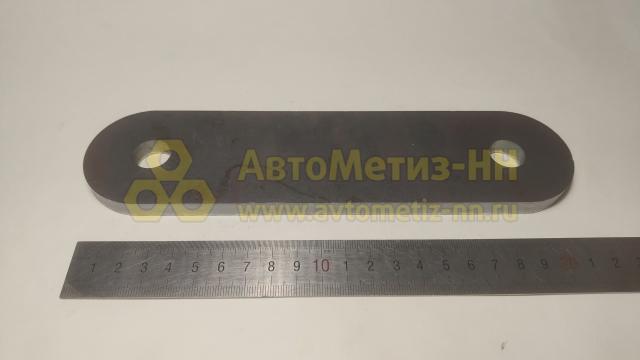 АвтоМетиз-НН
www.avtometiz-nn.ru
1 2 3 4 5 6 7 8 9 10 1 2 3 4 5 6 7 8 9 20 1 2